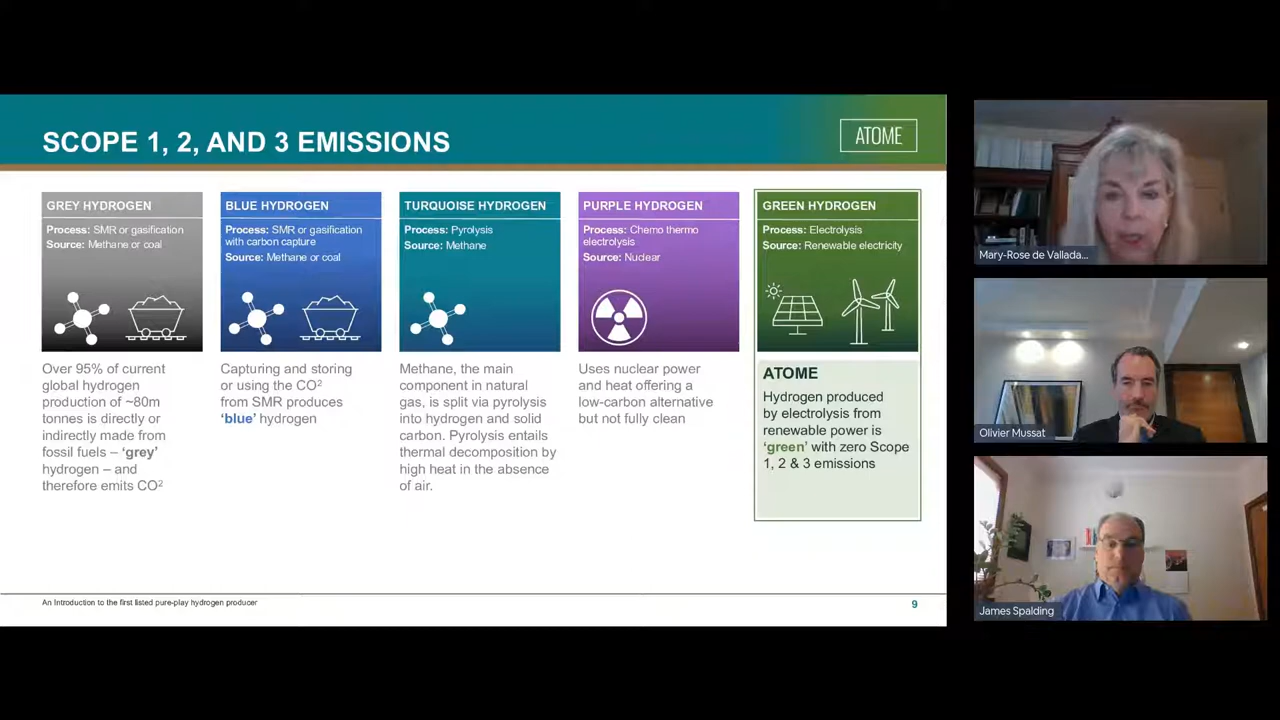 SCOPE 1, 2, AND 3 EMISSIONS
ATOME
GREY HYDROGEN
Process: SMR or gasification
Source: Methane or coal
Over 95% of current
global hydrogen
production of ~80m
tonnes is directly or
indirectly made from
fossil fuels – ‘grey’
hydrogen – and
therefore emits CO²
BLUE HYDROGEN
Process: SMR or gasification
with carbon capture
Source: Methane or coal
Capturing and storing
or using the CO²
from SMR produces
‘blue’ hydrogen
TURQUOISE HYDROGEN
Process: Pyrolysis
Source: Methane
Methane, the main
component in natural
gas, is split via pyrolysis
into hydrogen and solid
carbon. Pyrolysis entails
thermal decomposition by
high heat in the absence
of air.
PURPLE HYDROGEN
Process: Chemo thermo
electrolysis
Source: Nuclear
Uses nuclear power
and heat offering a
low-carbon alternative
but not fully clean
GREEN HYDROGEN
Process: Electrolysis
Source: Renewable electricity
ATOME
Hydrogen produced
by electrolysis from
renewable power is
‘green’ with zero Scope
1, 2 & 3 emissions
An Introduction to the first listed pure-play hydrogen producer
9
Mary-Rose de Vallada...
Olivier Mussat
James Spalding